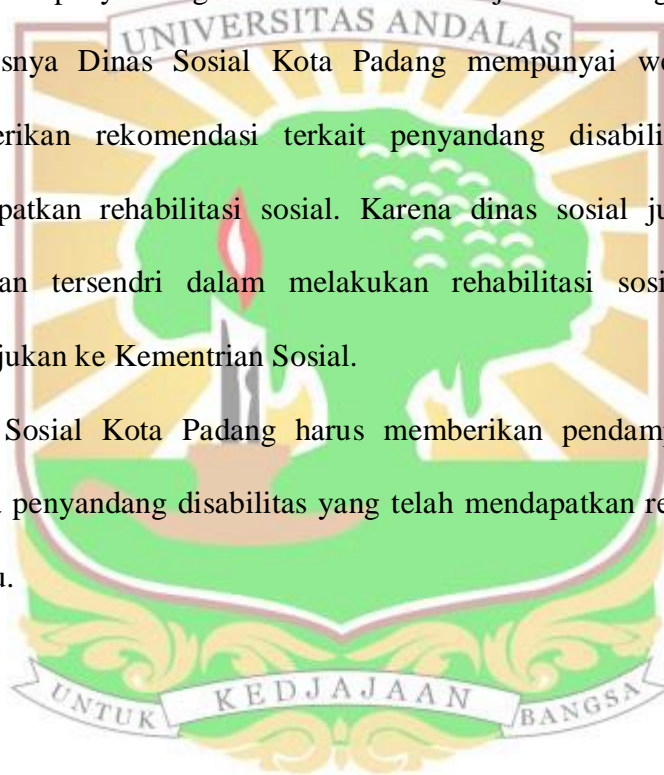 UNIVERSITAS ANDALAS
snya Dinas Sosial Kota Padang mempunyai we
erikan rekomendasi terkait penyandang disabili
patkan rehabilitasi sosial. Karena dinas sosial ju
an tersendri dalam melakukan rehabilitasi sosi
jukan ke Kementrian Sosial.
Sosial Kota Padang harus memberikan pendamp
penyandang disabilitas yang telah mendapatkan re
u.
UNTUK KEDJAJAAN BANGSA